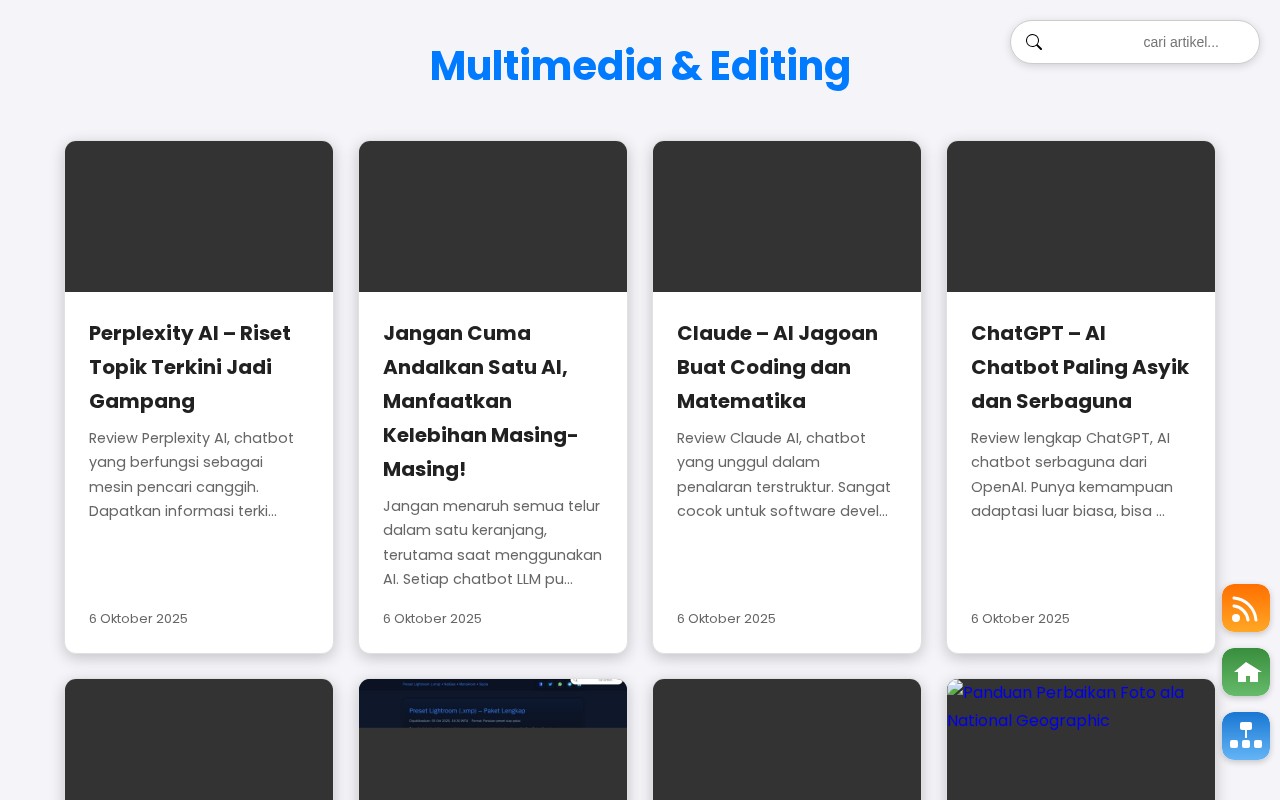 cari artikel...
Multimedia & Editing
Perplexity AI – Riset
Topik Terkini Jadi
Gampang
Review Perplexity AI, chatbot
yang berfungsi sebagai
mesin pencari canggih.
Dapatkan informasi terki...
6 Oktober 2025
Jangan Cuma
Andalkan Satu AI,
Manfaatkan
Kelebihan Masing-
Masing!
Jangan menaruh semua telur
dalam satu keranjang,
terutama saat menggunakan
AI. Setiap chatbot LLM pu...
6 Oktober 2025
Claude – AI Jagoan
Buat Coding dan
Matematika
Review Claude AI, chatbot
yang unggul dalam
penalaran terstruktur. Sangat
cocok untuk software devel...
6 Oktober 2025
ChatGPT – AI
Chatbot Paling Asyik
dan Serbaguna
Review lengkap ChatGPT, AI
chatbot serbaguna dari
OpenAI. Punya kemampuan
adaptasi luar biasa, bisa ...
6 Oktober 2025
Preset Lightroom Lumps – Paket Lengkap
Panduan Perbaikan Foto ala
National Geographic